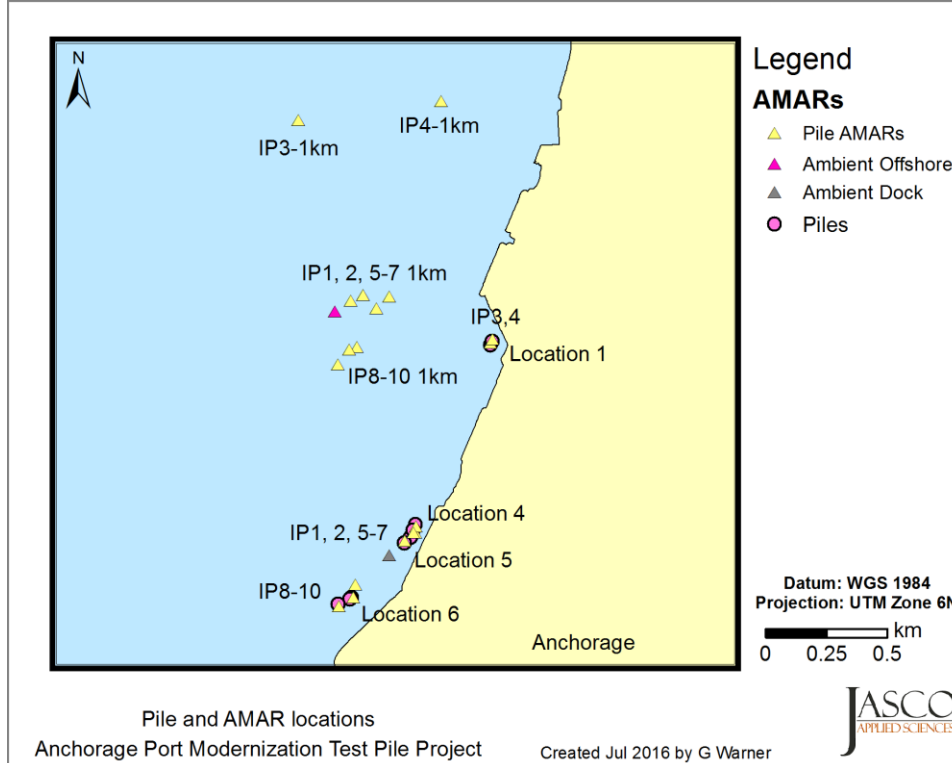 N
IP4-1km
IP3-1km
IP1, 2, 5-7 1km
IP3,4
Location 1
IP8-10 1km
Location 4
IP1, 2, 5-7
Location 5
IP8-10
Location 6
Anchorage
Legend
AMARs
Pile AMARs
Ambient Offshore
Ambient Dock
Piles
Datum: WGS 1984
Projection: UTM Zone 6N
km
0 0.25 0.5
Pile and AMAR locations
Anchorage Port Modernization Test Pile Project
Created Jul 2016 by G Warner
JASCO
APPLIED SCIENCES